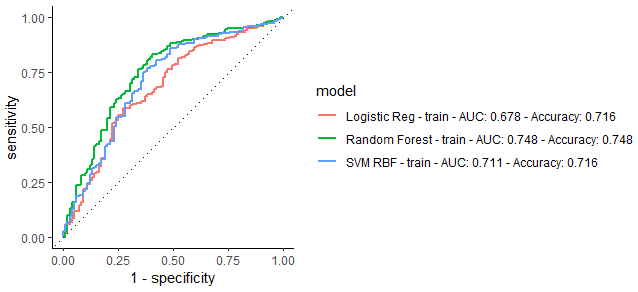 1.00
0.75
0.50
0.25
0.00
sensitivity
0.00 0.25 0.50 0.75 1.00
1 - specificity
model
Logistic Reg - train - AUC: 0.678 - Accuracy: 0.716
Random Forest - train - AUC: 0.748 - Accuracy: 0.748
SVM RBF - train - AUC: 0.711 - Accuracy: 0.716